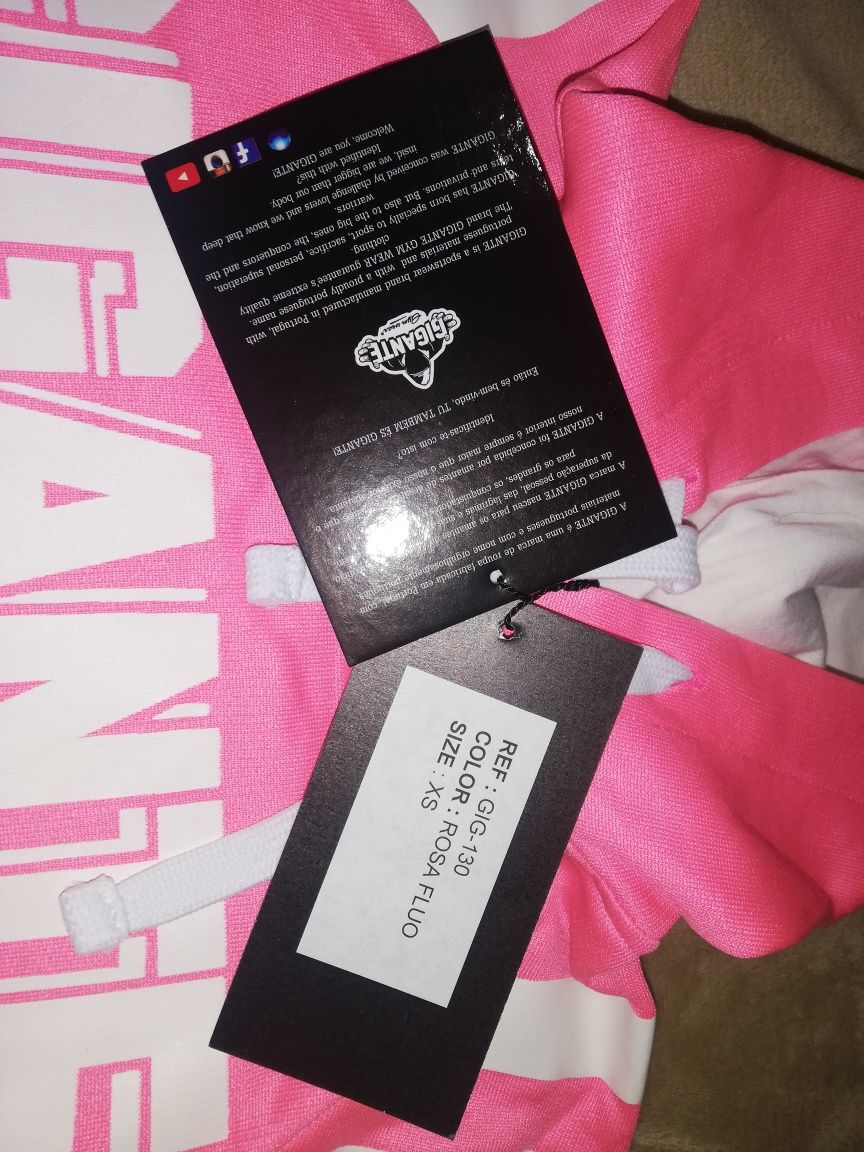 GIGANTE
A GIGANTE é uma marca de roupa fabricada em Portugal, com
materiais portugueses e com nome orgulhosamente
A marca GIGANTE nasceu para os amantes
da superação pessoal, das lágrimas e
para os grandes, os
A GIGANTE foi concebida por amantes de que o
nosso interior é sempre maior que o nosso
Identificas-te com isto?
Então és bem-vindo, TU TAMBÉM ÉS GIGANTE!
GIGANTE
Gym wear
GIGANTE is a sportswear brand manufactured in Portugal, with
portuguese materials and with a proudly portuguese name.
The brand GIGANTE GYM WEAR guarantee's extreme quality
clothing.
GIGANTE has born specially to sport, sacrifice, personal superation,
tears and privations. But also to the big ones, the conquerors and the
warriors.
GIGANTE was conceived by challenge lovers and we know that deep
insid, we are bigger than our body.
Identified with this?
Welcome, you are GIGANTE!
REF : GIG-130
COLOR : ROSA FLUO
SIZE : XS